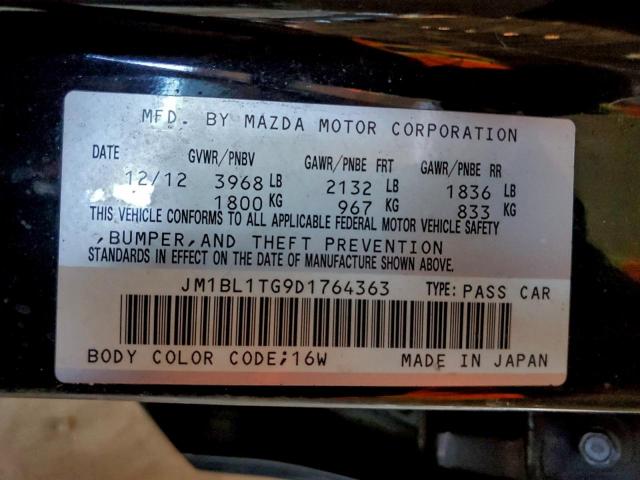 MFD. BY MAZDA MOTOR CORPORATION
DATE GVWR/PNBV GAWR/PNBE FRT GAWR/PNBE RR
12/12 3968 LB 2132 LB 1836 LB
1800 KG 967 KG 833 KG
THIS VEHICLE CONFORMS TO ALL APPLICABLE FEDERAL MOTOR VEHICLE SAFETY
,BUMPER,AND THEFT PREVENTION
STANDARDS IN EFFECT ON THE DATE OF MANUFACTURE SHOWN ABOVE.
JM1BL1TG9D1764363 TYPE: PASS CAR
BODY COLOR CODE;16W MADE IN JAPAN